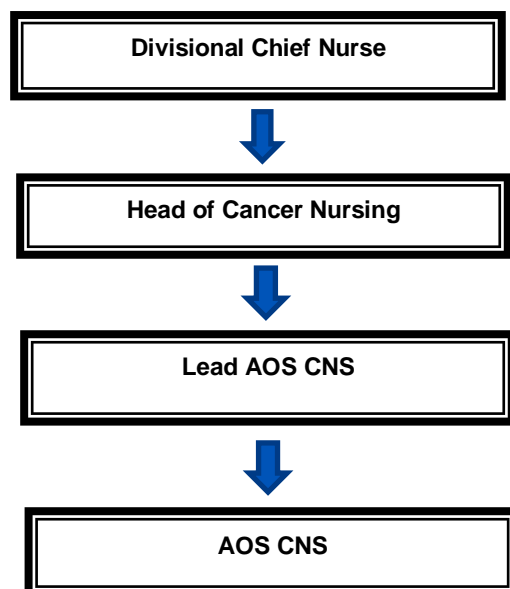 Divisional Chief Nurse
Head of Cancer Nursing
Lead AOS CNS
AOS CNS